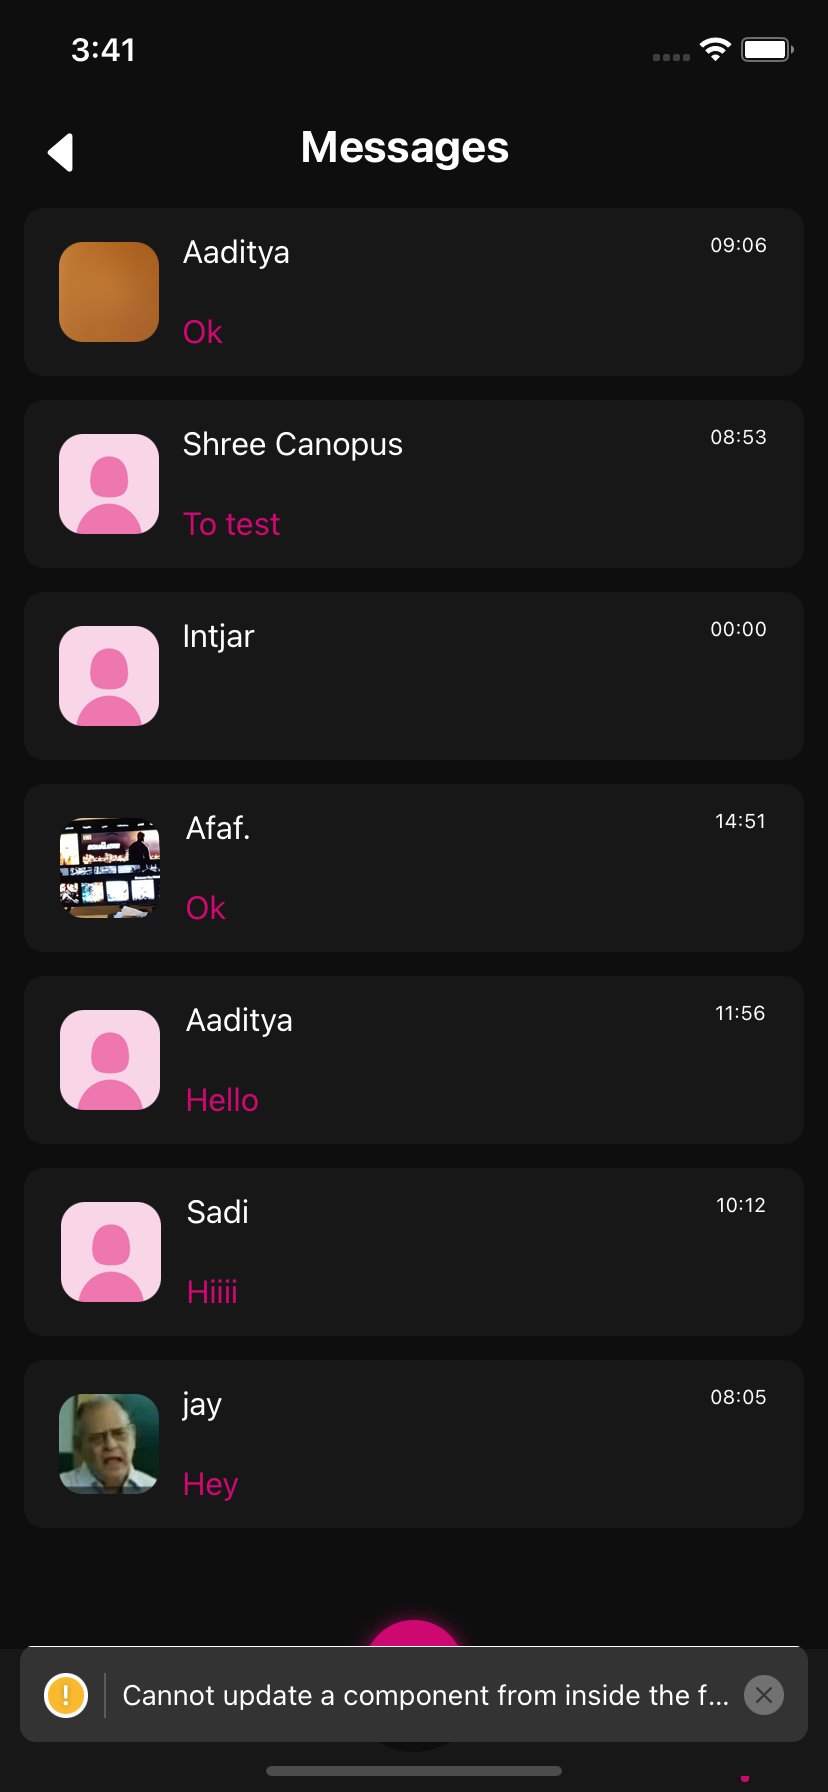 3:41
Messages
Aaditya
09:06
Ok
Shree Canopus
08:53
To test
Intjar
00:00
Afaf.
14:51
Ok
Aaditya
11:56
Hello
Sadi
10:12
Hiiii
jay
08:05
Hey
Cannot update a component from inside the f...